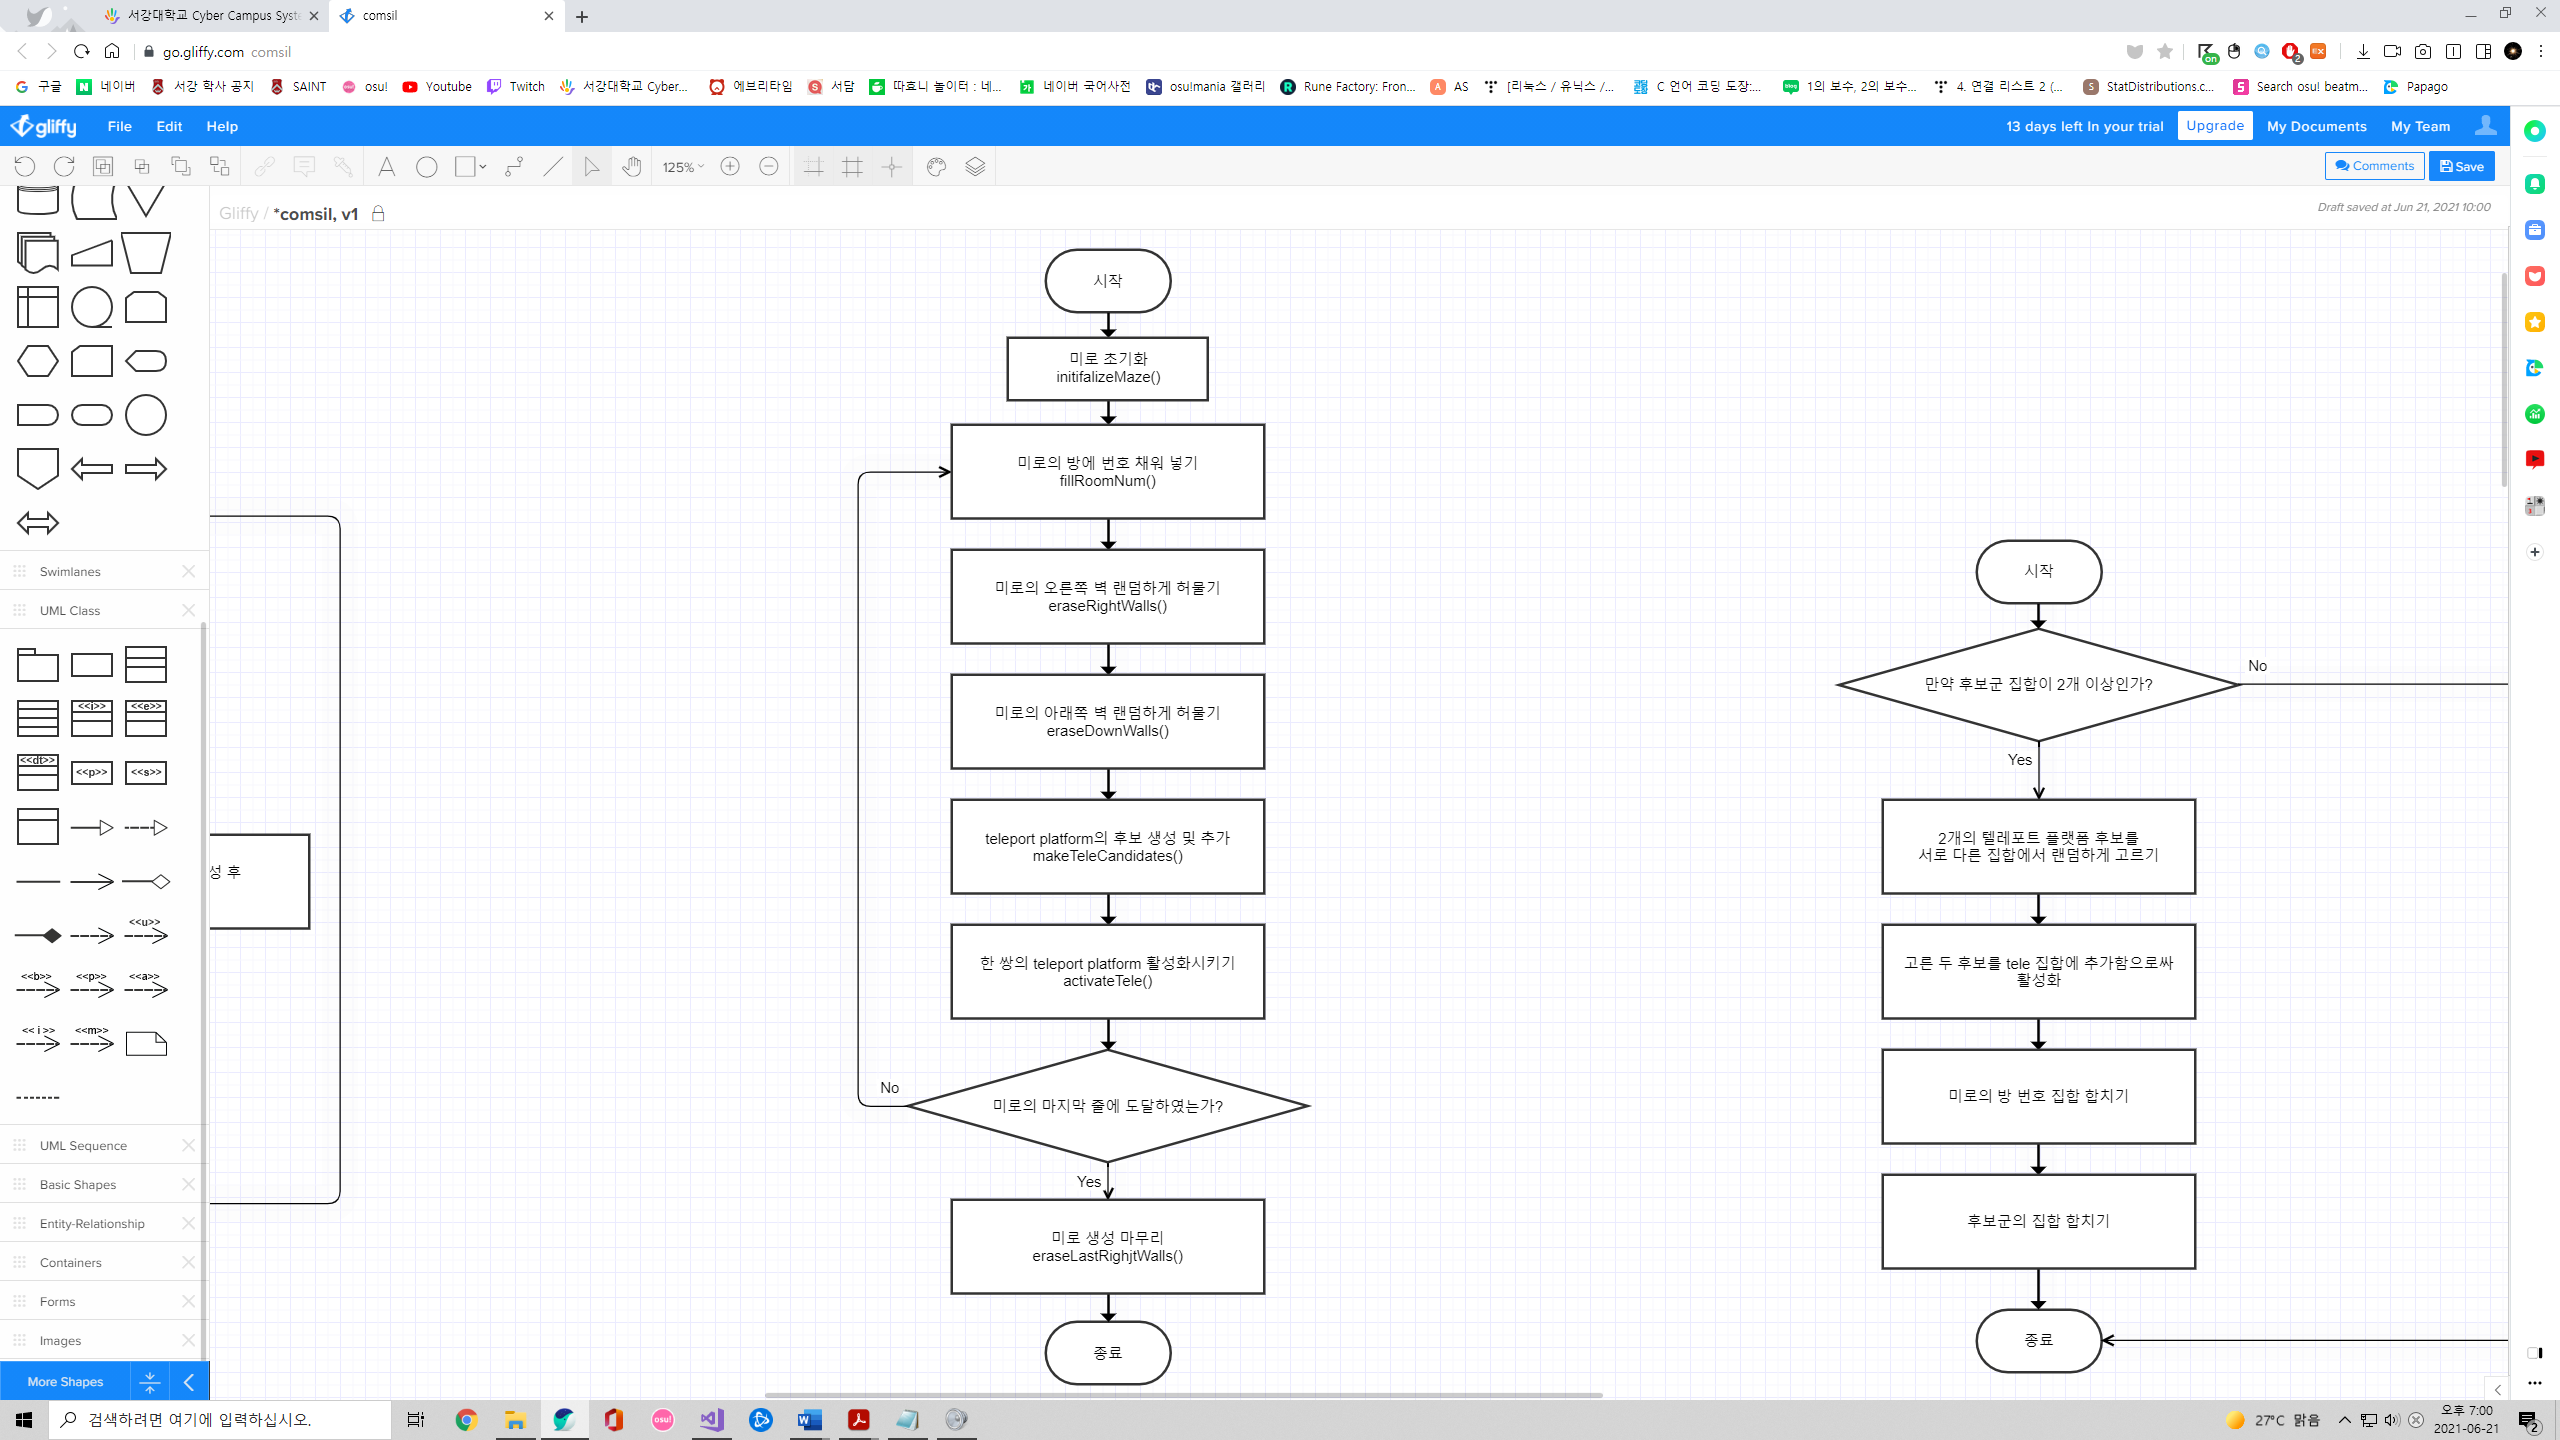 서강대학교 Cyber Campus Syst
comsil
go.gliffy.com comsil
on
2
구글
네이버
서강 학사 공지
SAINT
osu!
Youtube
Twitch
서강대학교 Cyber...
에브리타임
서담
따효니 놀이터 : 네...
네이버 국어사전
osu!mania 갤러리
Rune Factory: Fron...
AS
[리눅스 / 유닉스 /...
C 언어 코딩 도장:...
1의 보수, 2의 보수...
4. 연결 리스트 2 (...
StatDistributions.c...
Search osu! beatm...
Papago
gliffy
File
Edit
Help
13 days left In your trial
Upgrade
My Documents
My Team
125%
Comments
Save
Gliffy / *comsil, v1
Draft saved at Jun 21, 2021 10:00
Swimlanes
UML Class
<<i>>
<<e>>
<<dt>>
<<p>>
<<s>>
<<u>>
<<b>>
<<p>>
<<a>>
<< i >>
<<m>>
UML Sequence
Basic Shapes
Entity-Relationship
Containers
Forms
Images
More Shapes
성 후
시작
미로 초기화
initifalizeMaze()
미로의 방에 번호 채워 넣기
fillRoomNum()
미로의 오른쪽 벽 랜덤하게 허물기
eraseRightWalls()
미로의 아래쪽 벽 랜덤하게 허물기
eraseDownWalls()
teleport platform의 후보 생성 및 추가
makeTeleCandidates()
한 쌍의 teleport platform 활성화시키기
activateTele()
No
미로의 마지막 줄에 도달하였는가?
Yes
미로 생성 마무리
eraseLastRighjtWalls()
종료
시작
만약 후보군 집합이 2개 이상인가?
No
Yes
2개의 텔레포트 플랫폼 후보를
서로 다른 집합에서 랜덤하게 고르기
고른 두 후보를 tele 집합에 추가함으로싸
활성화
미로의 방 번호 집합 합치기
후보군의 집합 합치기
종료
검색하려면 여기에 입력하십시오.
osu!
27°C 맑음
오후 7:00
2021-06-21
2